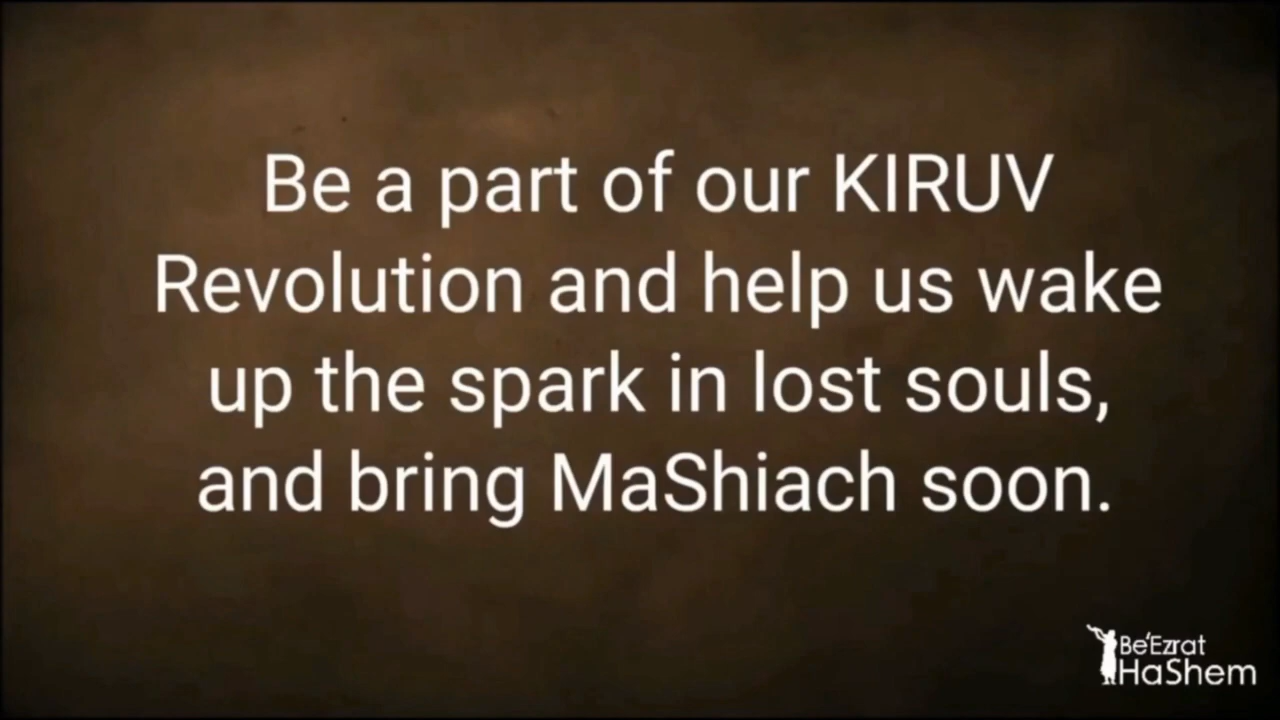 Be a part of our KIRUV
Revolution and help us wake
up the spark in lost souls,
and bring MaShiach soon.
Be'Ezrat
HaShem